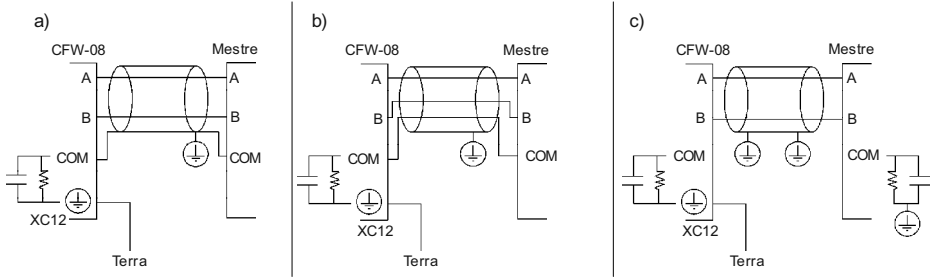 a)
CFW-08
Mestre
A
A
B
B
COM
COM
XC12
Terra
b)
CFW-08
Mestre
A
A
B
B
COM
COM
XC12
Terra
c)
CFW-08
Mestre
A
A
B
B
COM
COM
XC12
Terra